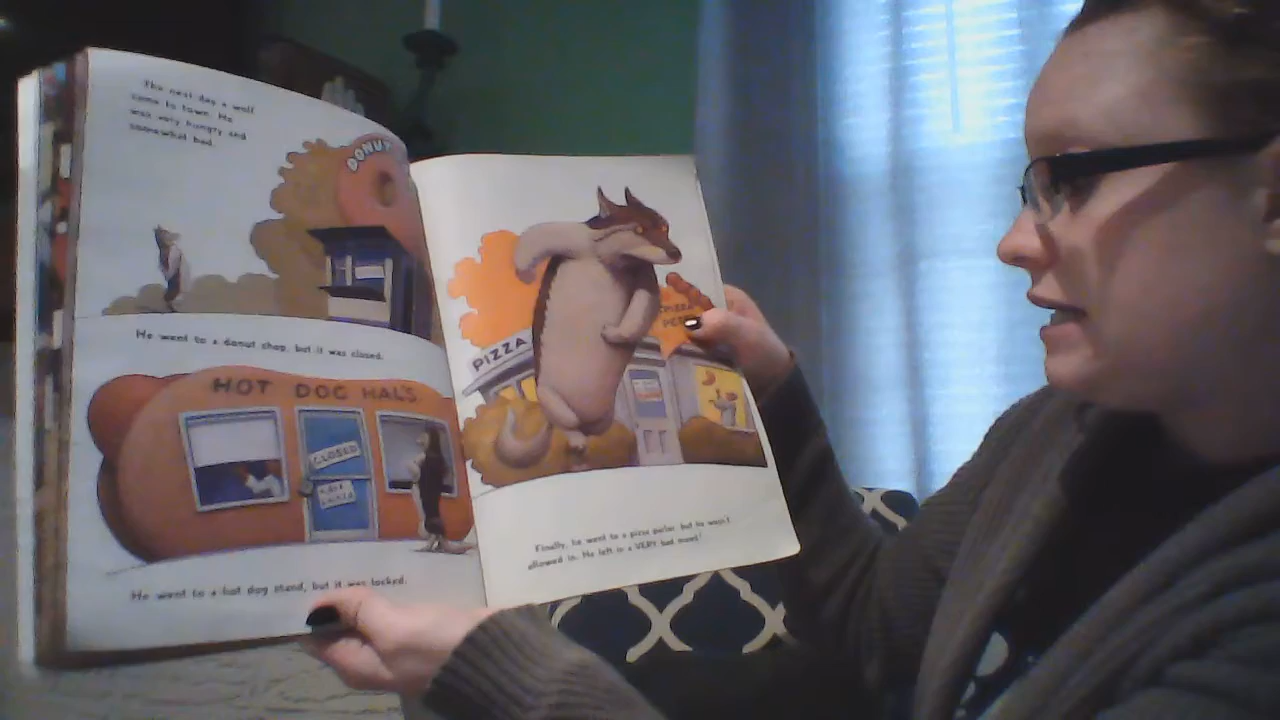 The next day a wolf
came to town. He
was very hungry and
somewhat bad.
DONUT
He went to a donut shop, but it was closed.
HOT DOG HAL'S
CLOSED
He went to a hot dog stand, but it was locked.
PIZZA
PIZZA
PETE
Finally, he went to a pizza parlor, but he wasn't
allowed in. He left in a VERY bad mood!